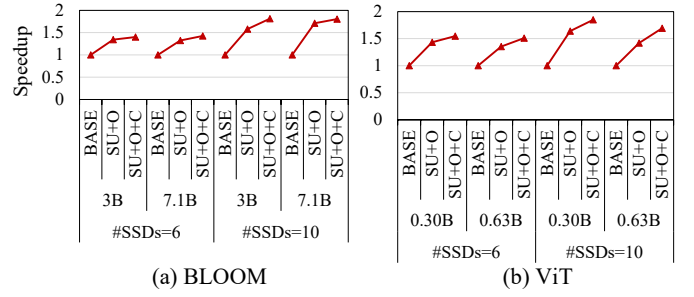 Speedup
2
1.5
1
0.5
0
BASE SU+O SU+O+C BASE SU+O SU+O+C BASE SU+O SU+O+C BASE SU+O SU+O+C
3B 7.1B 3B 7.1B
#SSDs=6 #SSDs=10
(a) BLOOM
2
1.5
1
0.5
0
BASE SU+O SU+O+C BASE SU+O SU+O+C BASE SU+O SU+O+C BASE SU+O SU+O+C
0.30B 0.63B 0.30B 0.63B
#SSDs=6 #SSDs=10
(b) ViT